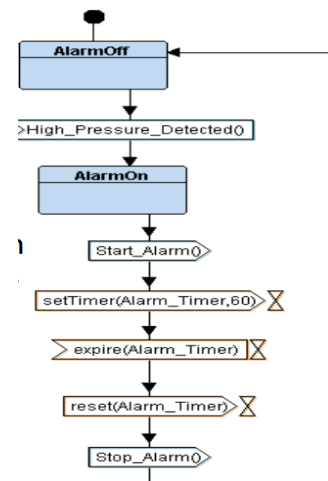 AlarmOff
High_Pressure_Detected()
AlarmOn
Start_Alarm()
setTimer(Alarm_Timer,60)
expire(Alarm_Timer)
reset(Alarm_Timer)
Stop_Alarm()